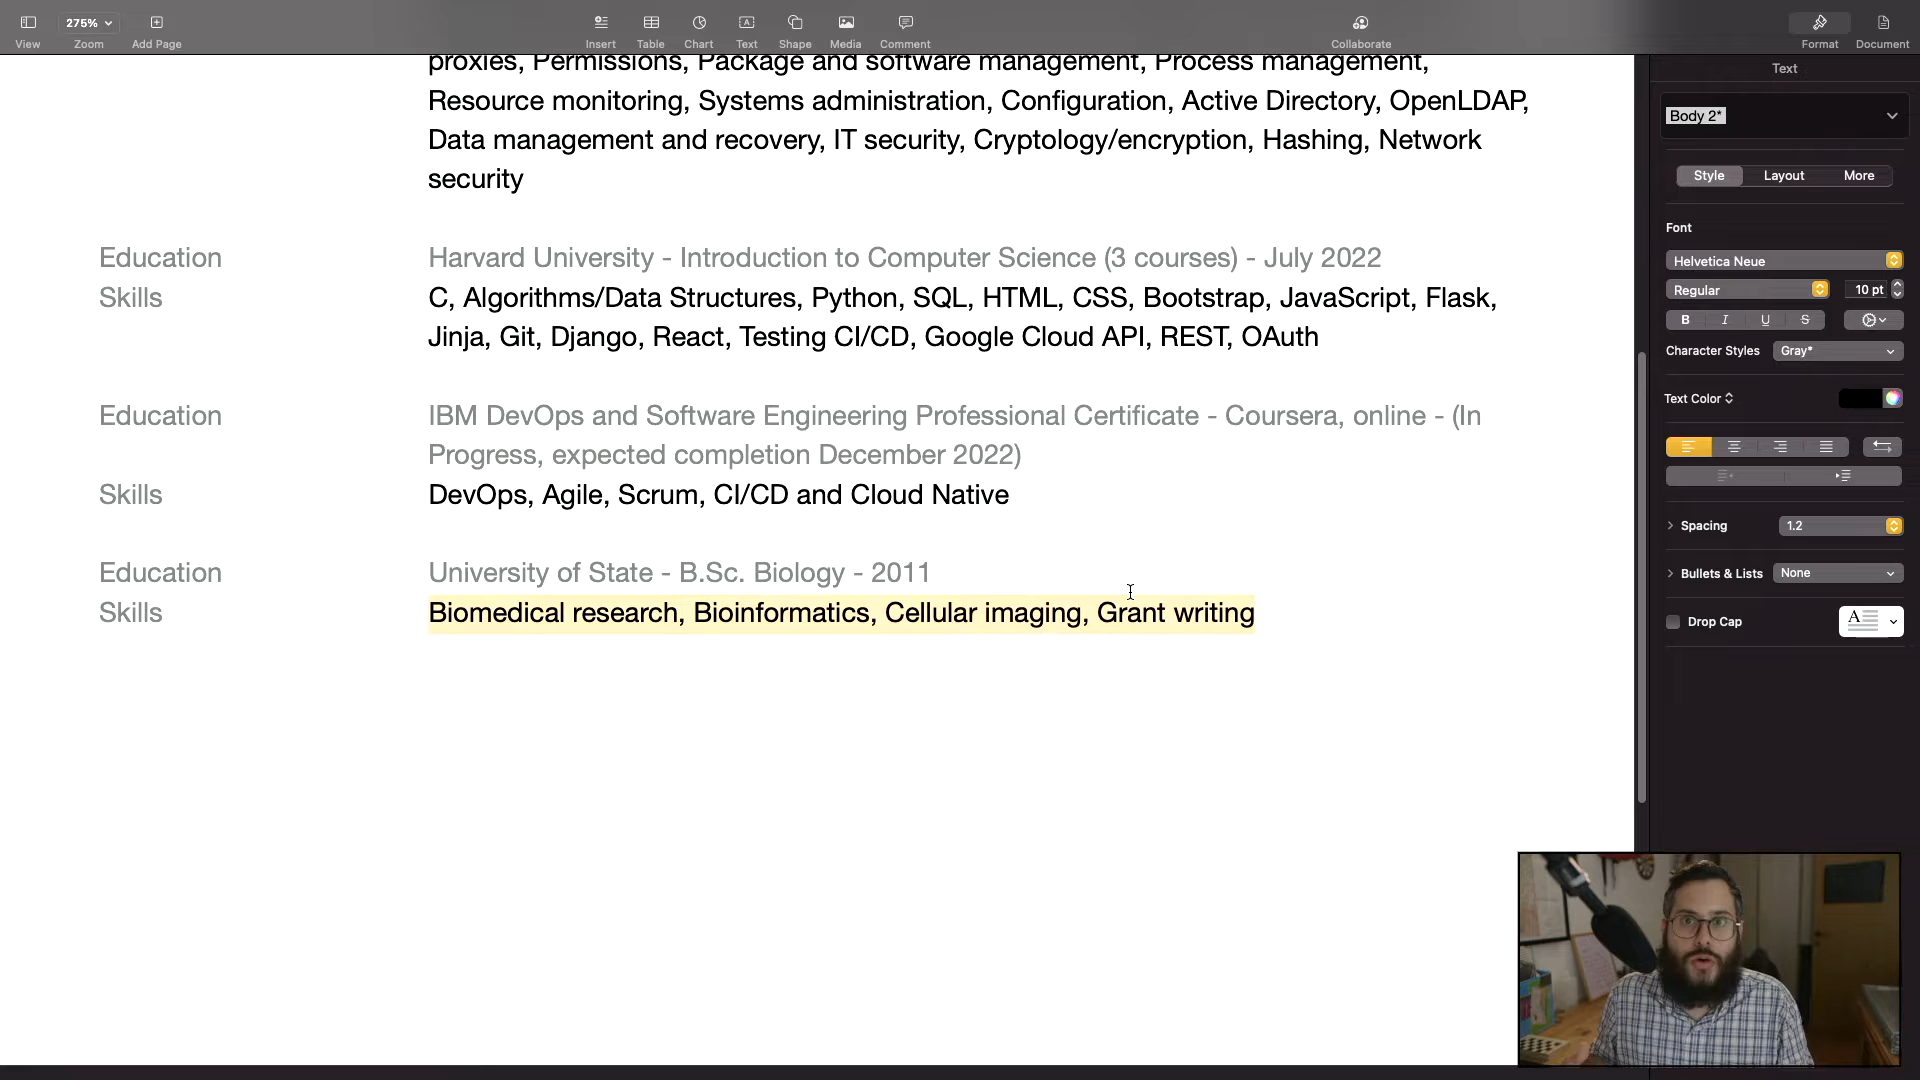 275%
View
Zoom
Add Page
Insert
Table
Chart
Text
Shape
Media
Comment
Collaborate
Format
Document
proxies, Permissions, Package and software management, Process management,
Resource monitoring, Systems administration, Configuration, Active Directory, OpenLDAP,
Data management and recovery, IT security, Cryptology/encryption, Hashing, Network
security
Education Harvard University - Introduction to Computer Science (3 courses) - July 2022
Skills C, Algorithms/Data Structures, Python, SQL, HTML, CSS, Bootstrap, JavaScript, Flask,
Jinja, Git, Django, React, Testing CI/CD, Google Cloud API, REST, OAuth
Education IBM DevOps and Software Engineering Professional Certificate - Coursera, online - (In
Progress, expected completion December 2022)
Skills DevOps, Agile, Scrum, CI/CD and Cloud Native
Education University of State - B.Sc. Biology - 2011
Skills Biomedical research, Bioinformatics, Cellular imaging, Grant writing
Text
Body 2*
Style Layout More
Font
Helvetica Neue
Regular 10 pt
B I U S
Character Styles Gray*
Text Color
Spacing 1.2
Bullets & Lists None
Drop Cap A